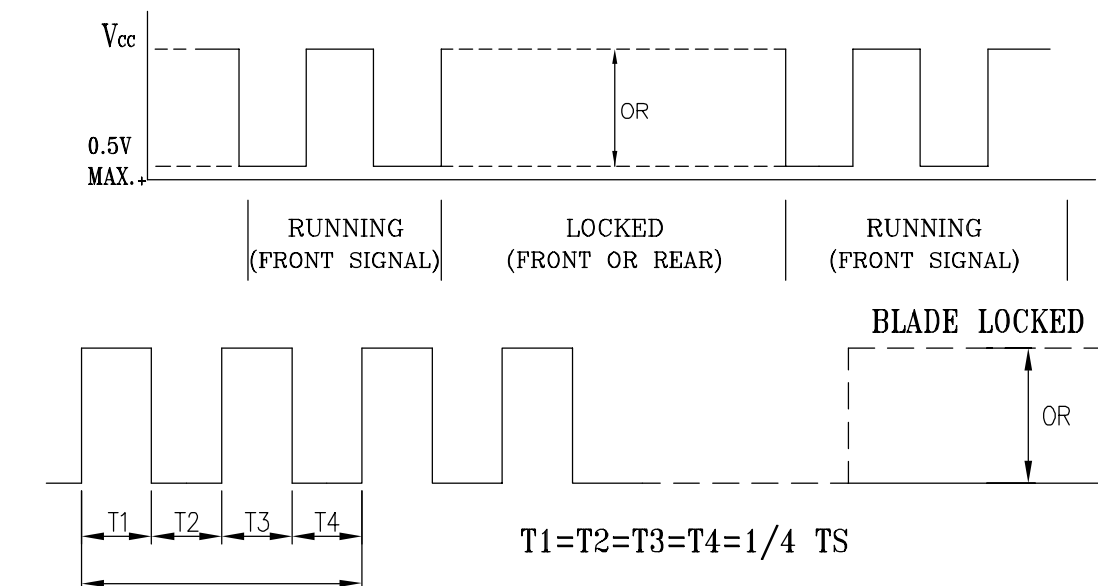 Vcc
OR
0.5V
MAX.+
RUNNING
(FRONT SIGNAL)
LOCKED
(FRONT OR REAR)
RUNNING
(FRONT SIGNAL)
BLADE LOCKED
OR
T1 T2 T3 T4
T1=T2=T3=T4=1/4 TS